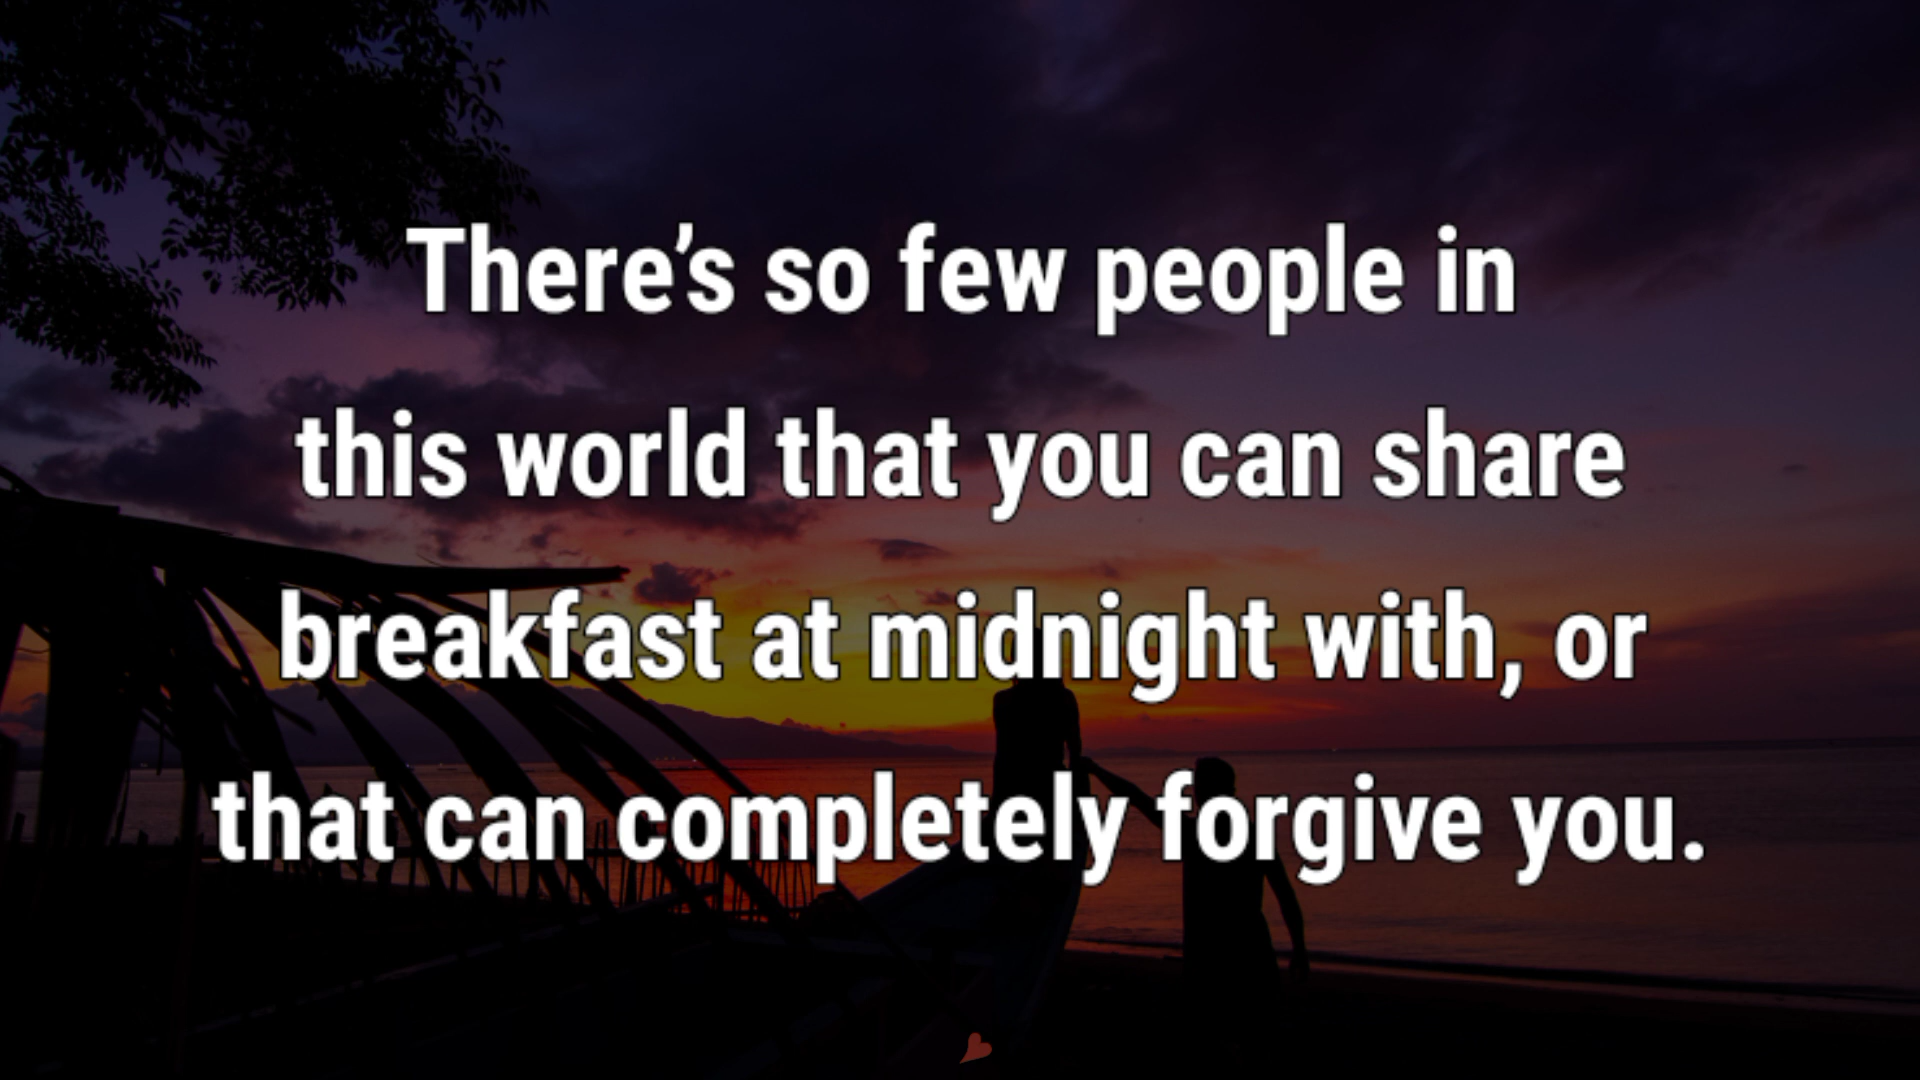 There’s so few people in
this world that you can share
breakfast at midnight with, or
that can completely forgive you.